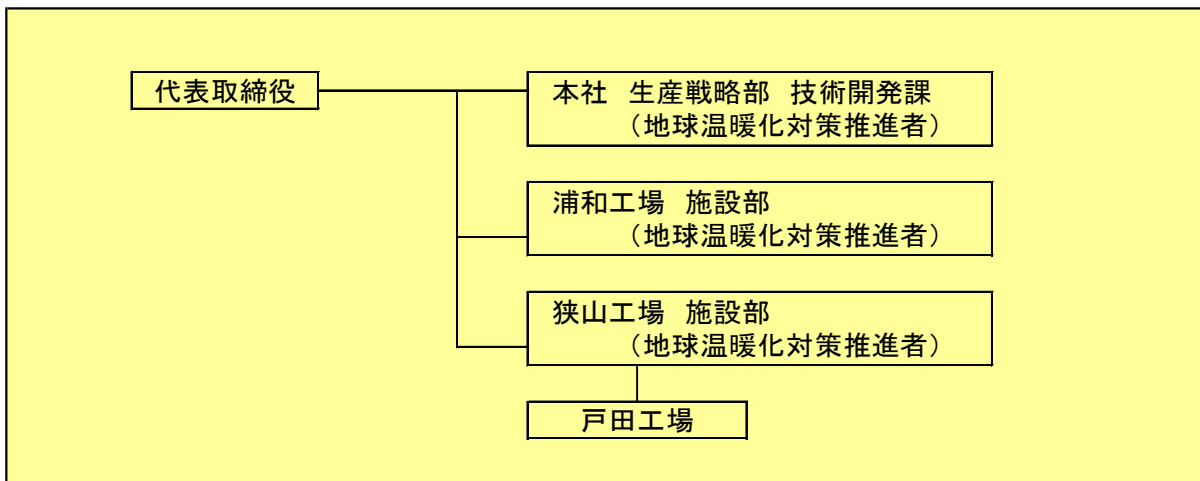 代表取締役
本社　生産戦略部　技術開発課
（地球温暖化対策推進者）
浦和工場　施設部
（地球温暖化対策推進者）
狭山工場　施設部
（地球温暖化対策推進者）
戸田工場